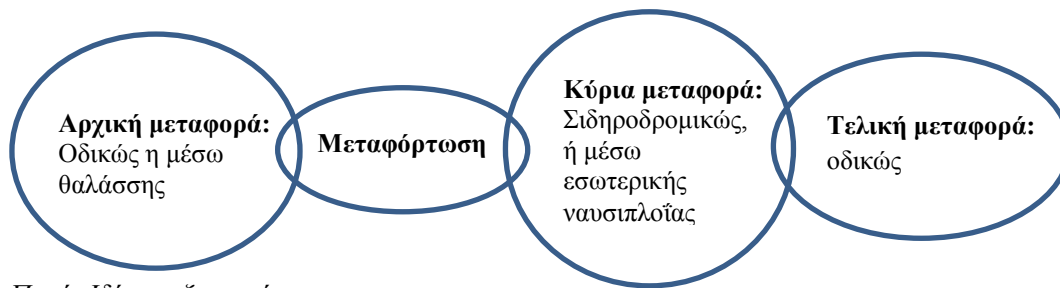 Αρχική μεταφορά:
Οδικώς η μέσω
θαλάσσης
Μεταφόρτωση
Κύρια μεταφορά:
Σιδηροδρομικώς,
ή μέσω
εσωτερικής
ναυσιπλοΐας
Τελική μεταφορά:
οδικώς